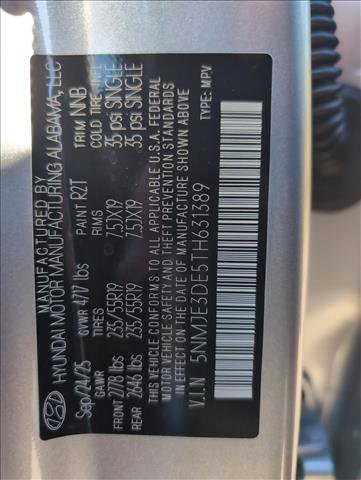 MANUFACTURED BY
HYUNDAI MOTOR MANUFACTURING ALABAMA, LLC
Sep/24/25 PAINT R2T TRIM NNB
GVWR 4717 lbs COLD TIRE
GAWR TIRES RIMS
FRONT 2778 lbs 235/55R19 7.5JX19 35 psi SINGLE
REAR 2646 lbs 235/55R19 7.5JX19 35 psi SINGLE
THIS VEHICLE CONFORMS TO ALL APPLICABLE U.S.A. FEDERAL
MOTOR VEHICLE SAFETY AND THEFT PREVENTION STANDARDS
IN EFFECT ON THE DATE OF MANUFACTURE SHOWN ABOVE
V.I.N 5NMJE3DE5TH631389 TYPE: MPV